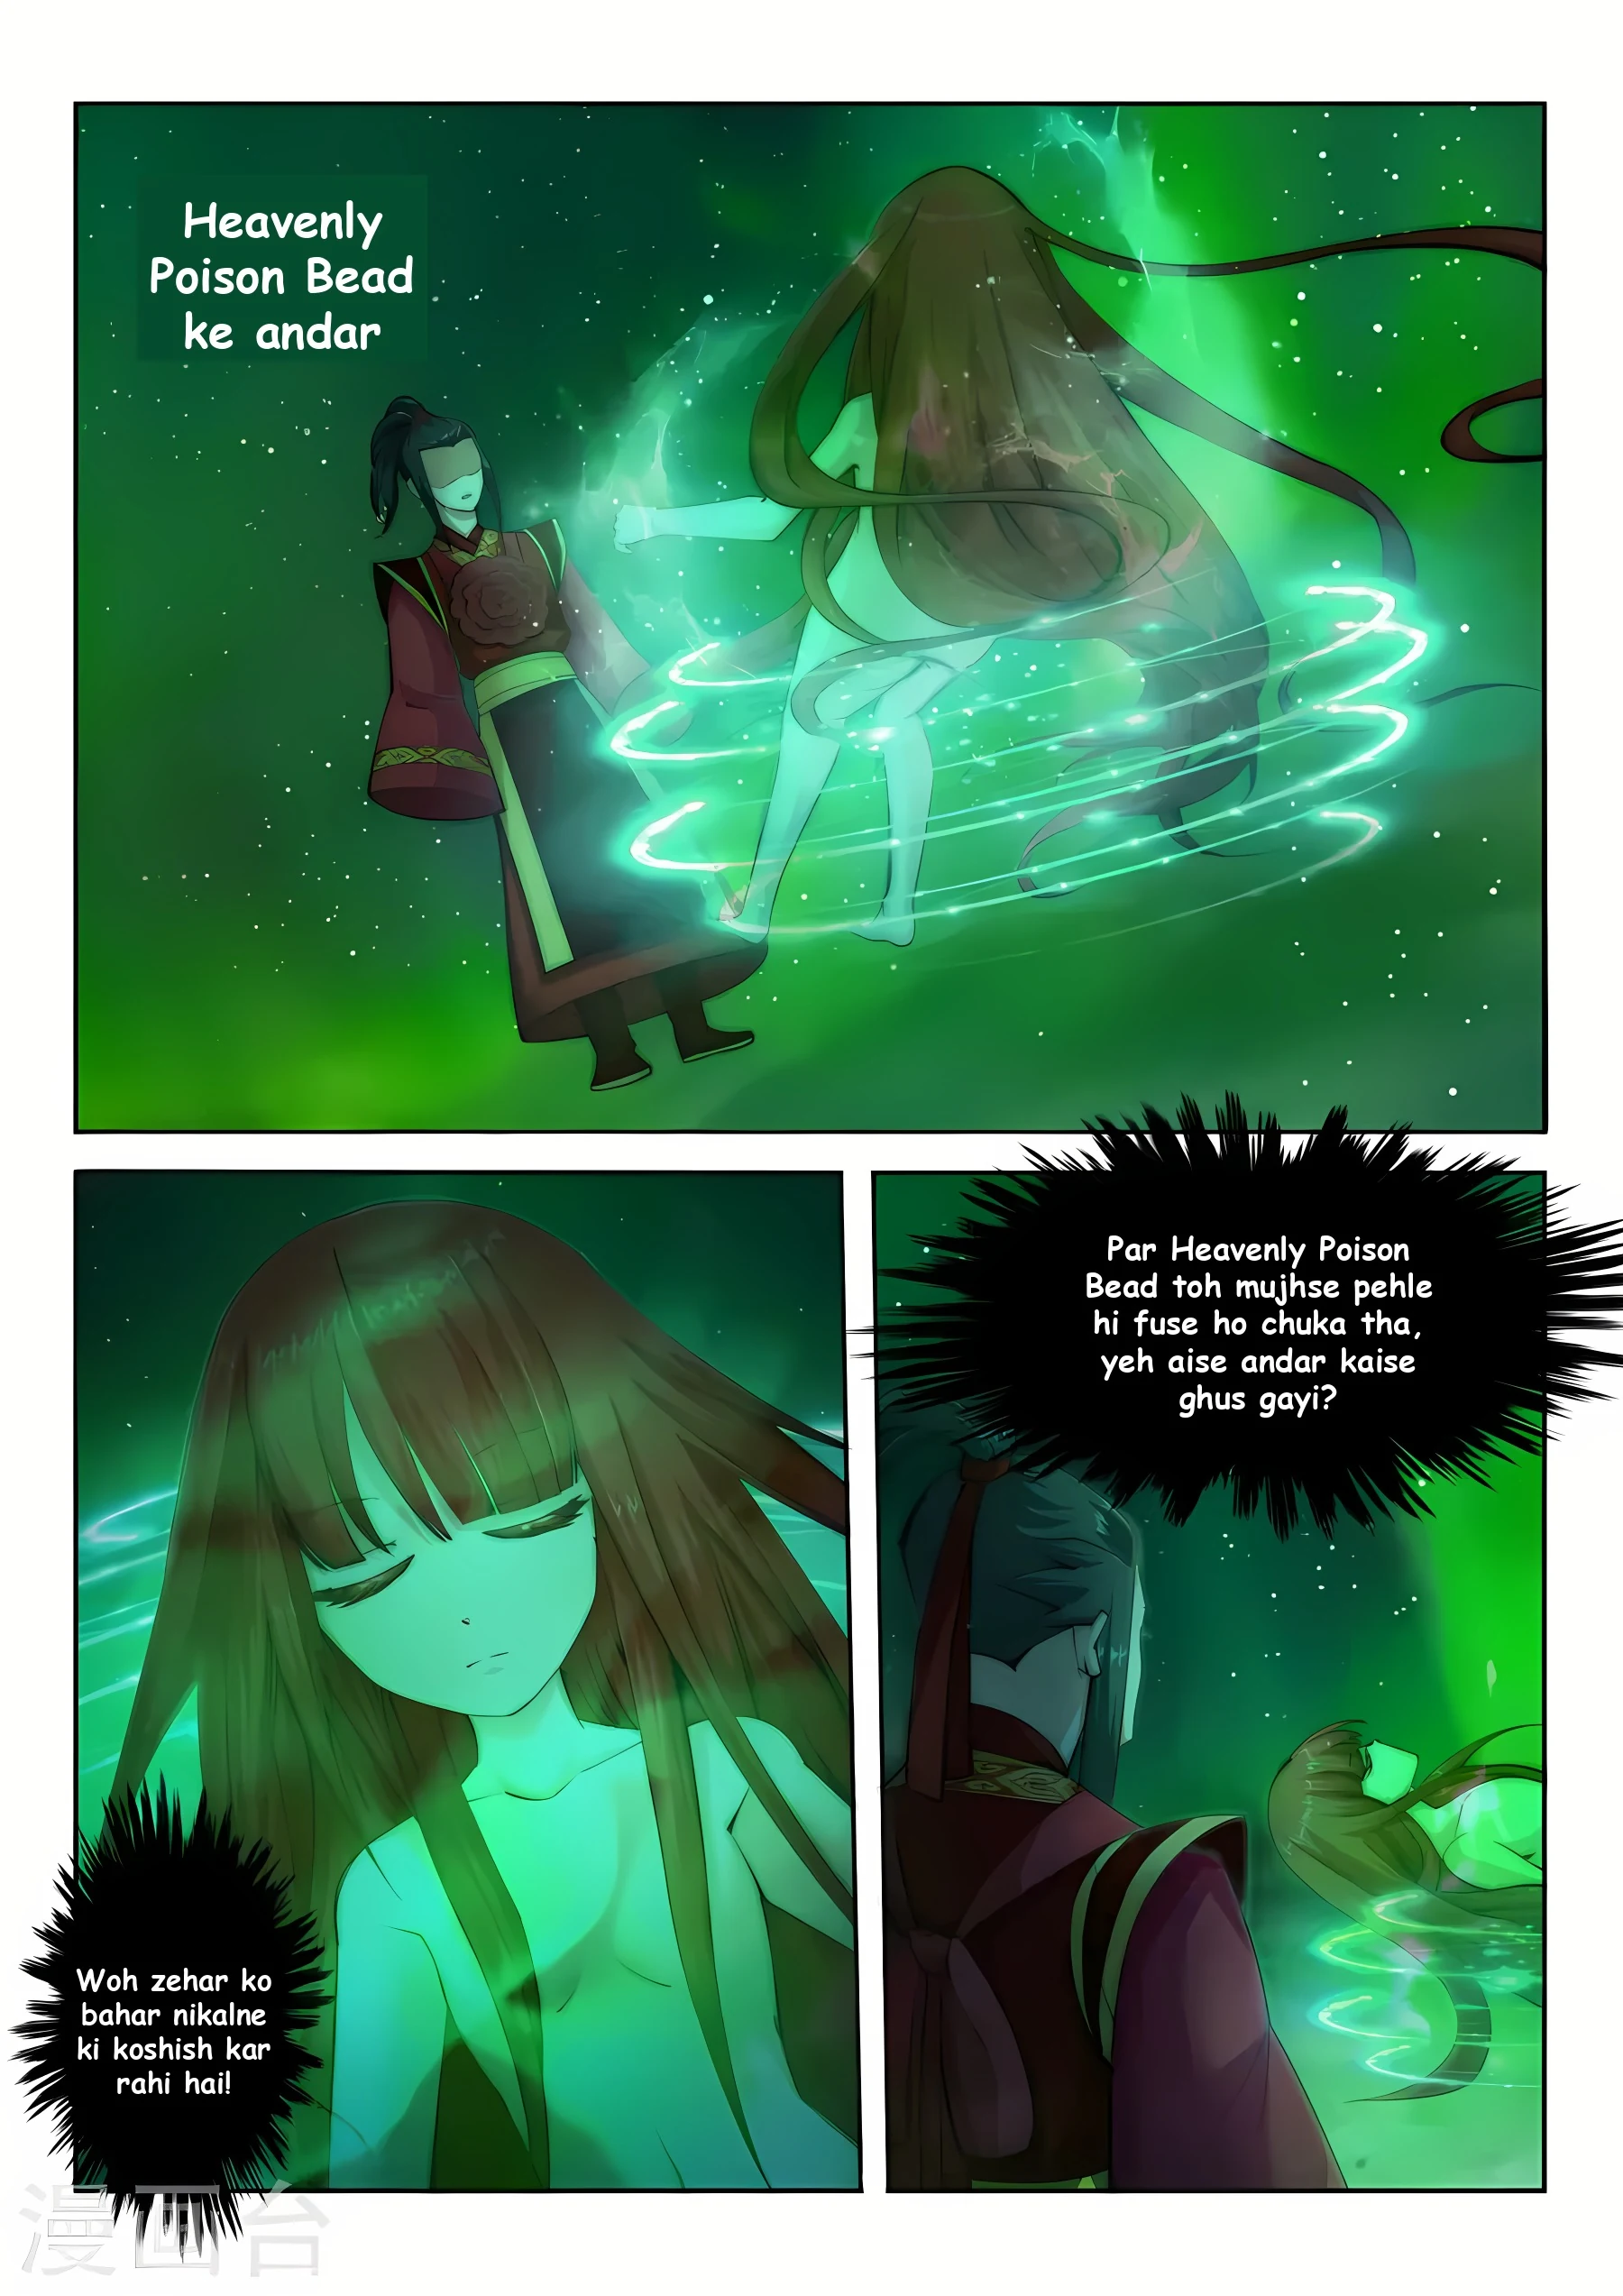 Heavenly
Poison Bead
ke andar
Par Heavenly Poison
Bead toh mujhse pehle
hi fuse ho chuka tha,
yeh aise andar kaise
ghus gayi?
Woh zehar ko
bahar nikalne
ki koshish kar
rahi hai!
漫画台